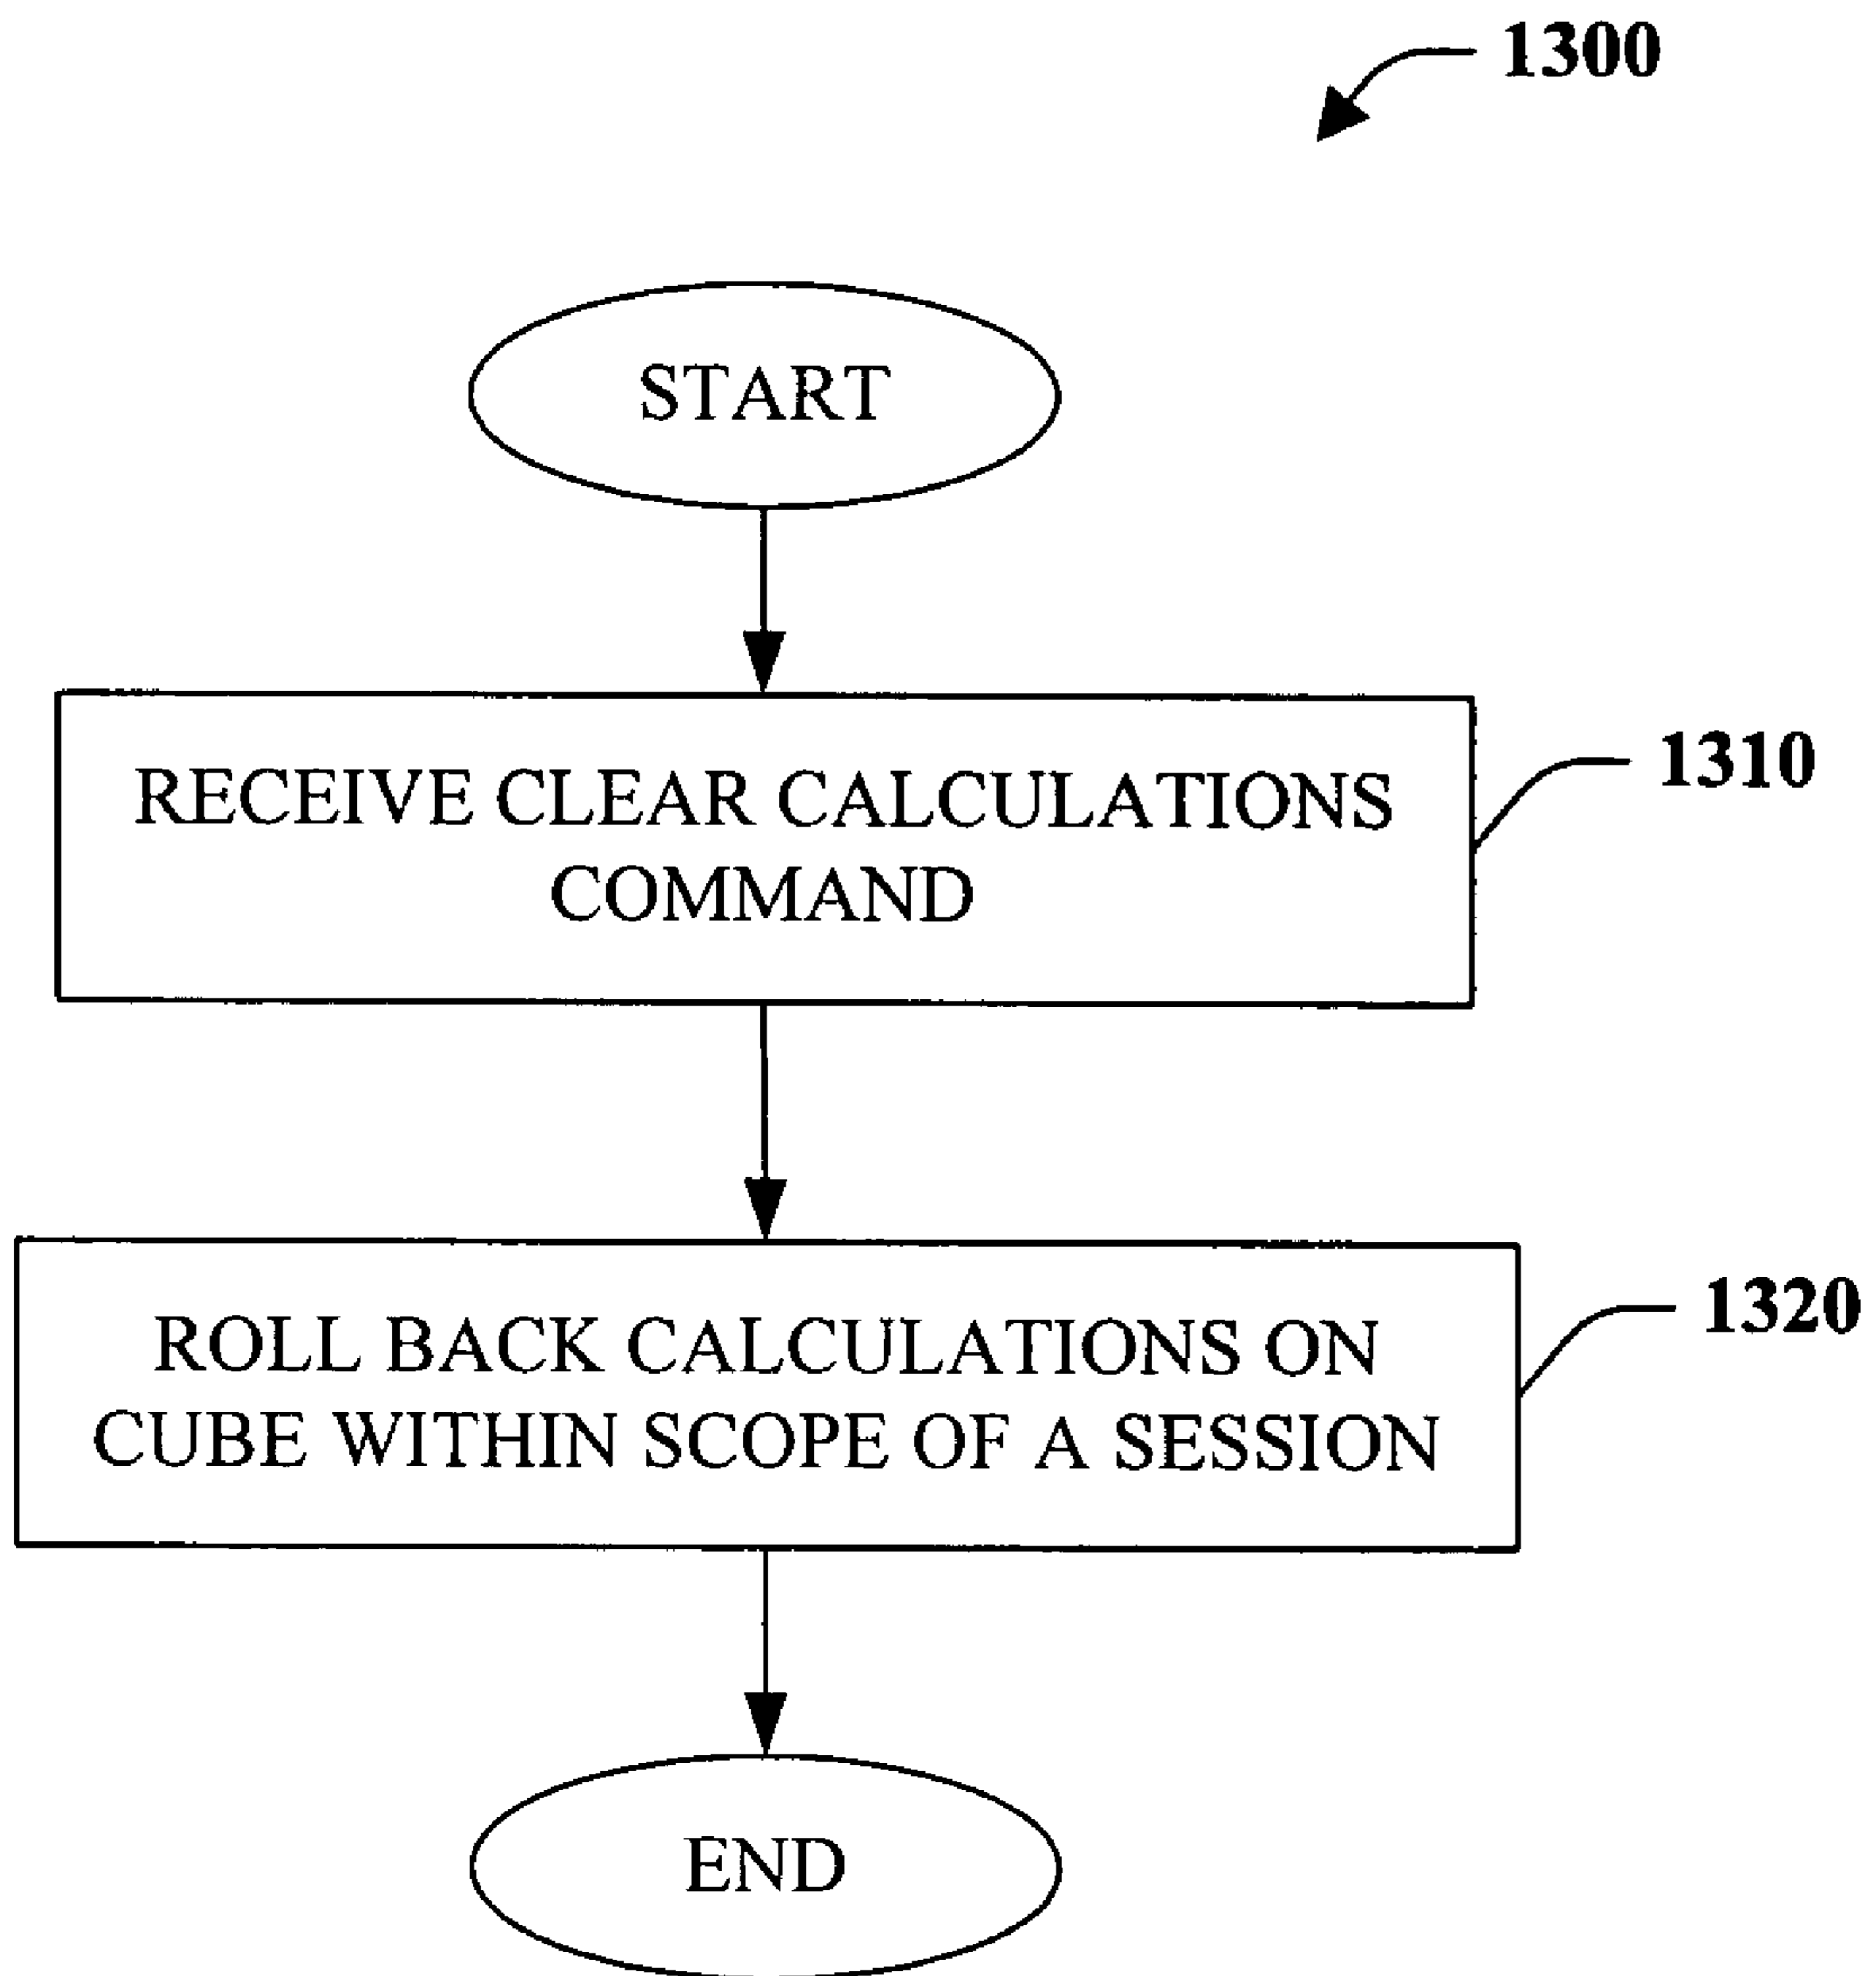 1300
START
RECEIVE CLEAR CALCULATIONS
COMMAND
1310
ROLL BACK CALCULATIONS ON
CUBE WITHIN SCOPE OF A SESSION
1320
END